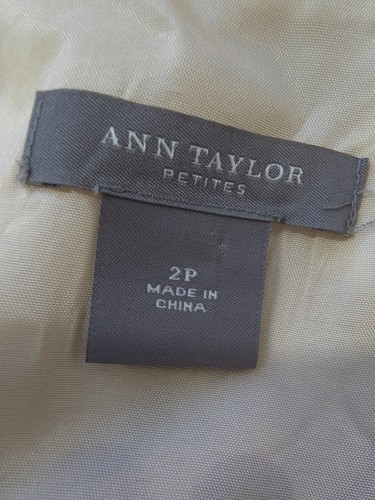 ANN TAYLOR
PETITES
2P
MADE IN
CHINA